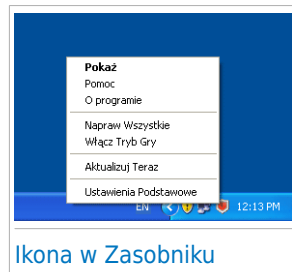 Pokaż
Pomoc
O programie
Napraw Wszystkie
Włącz Tryb Gry
Aktualizuj Teraz
Ustawienia Podstawowe
EN 12:13 PM
Ikona w Zasobniku